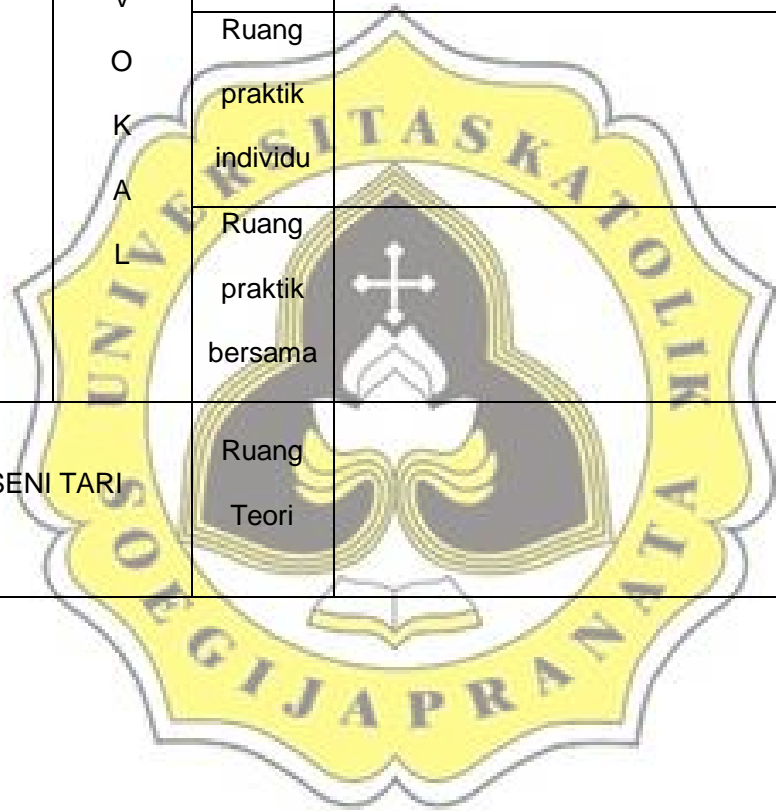 V
O
K
A
L
Ruang
praktik
individu
Ruang
praktik
bersama
SENI TARI
Ruang
Teori
UNIVERSITAS KATOLIK
SOEGIJAPRANATA